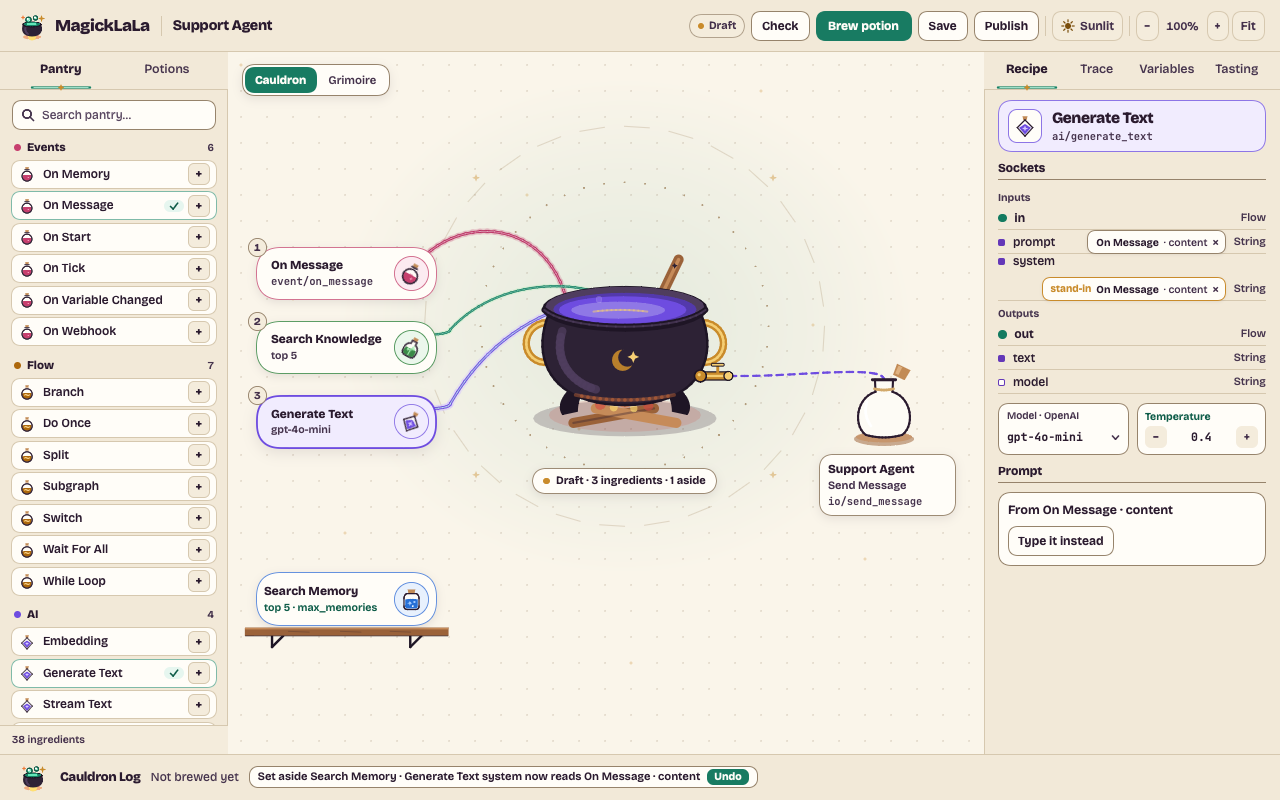 MagickLaLa
Support Agent
Draft
Check
Brew potion
Save
Publish
Sunlit
−
100%
+
Fit
Pantry
Potions
Search pantry...
Events
6
On Memory
+
On Message
+
On Start
+
On Tick
+
On Variable Changed
+
On Webhook
+
Flow
7
Branch
+
Do Once
+
Split
+
Subgraph
+
Switch
+
Wait For All
+
While Loop
+
AI
4
Embedding
+
Generate Text
+
Stream Text
+
38 ingredients
Cauldron
Grimoire
1
On Message
event/on_message
2
Search Knowledge
top 5
3
Generate Text
gpt-4o-mini
Draft · 3 ingredients · 1 aside
Support Agent
Send Message
io/send_message
Search Memory
top 5 · max_memories
Recipe
Trace
Variables
Tasting
Generate Text
ai/generate_text
Sockets
Inputs
in
Flow
prompt
On Message · content ×
String
system
stand-in On Message · content ×
String
Outputs
out
Flow
text
String
model
String
Model · OpenAI
gpt-4o-mini
Temperature
−
0.4
+
Prompt
From On Message · content
Type it instead
Cauldron Log
Not brewed yet
Set aside Search Memory · Generate Text system now reads On Message · content
Undo